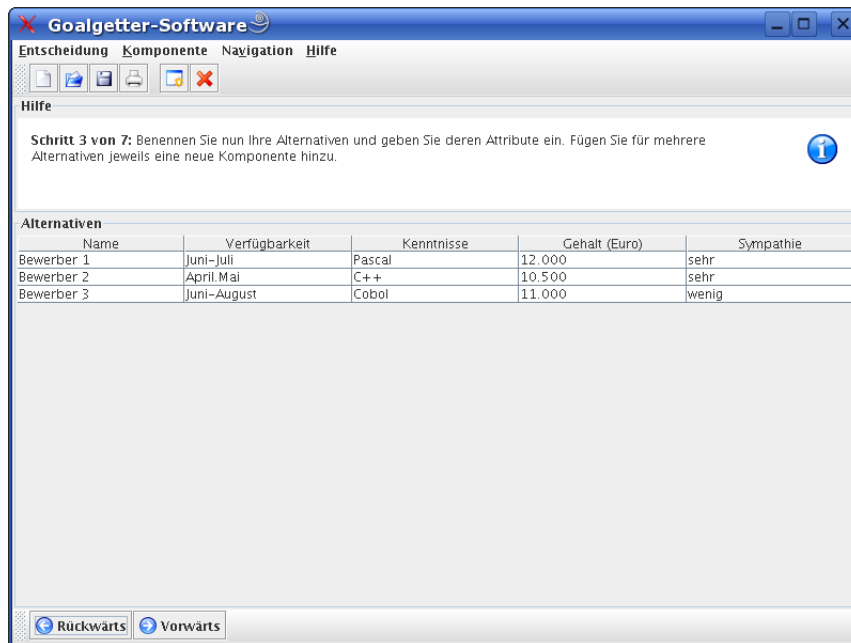 Goalgetter-Software
Entscheidung Komponente Navigation Hilfe
Hilfe
Schritt 3 von 7: Benennen Sie nun Ihre Alternativen und geben Sie deren Attribute ein. Fügen Sie für mehrere
Alternativen jeweils eine neue Komponente hinzu.
Alternativen
Name Verfügbarkeit Kenntnisse Gehalt (Euro) Sympathie
Bewerber 1 Juni-Juli Pascal 12.000 sehr
Bewerber 2 April.Mai C++ 10.500 sehr
Bewerber 3 Juni-August Cobol 11.000 wenig
Rückwärts Vorwärts